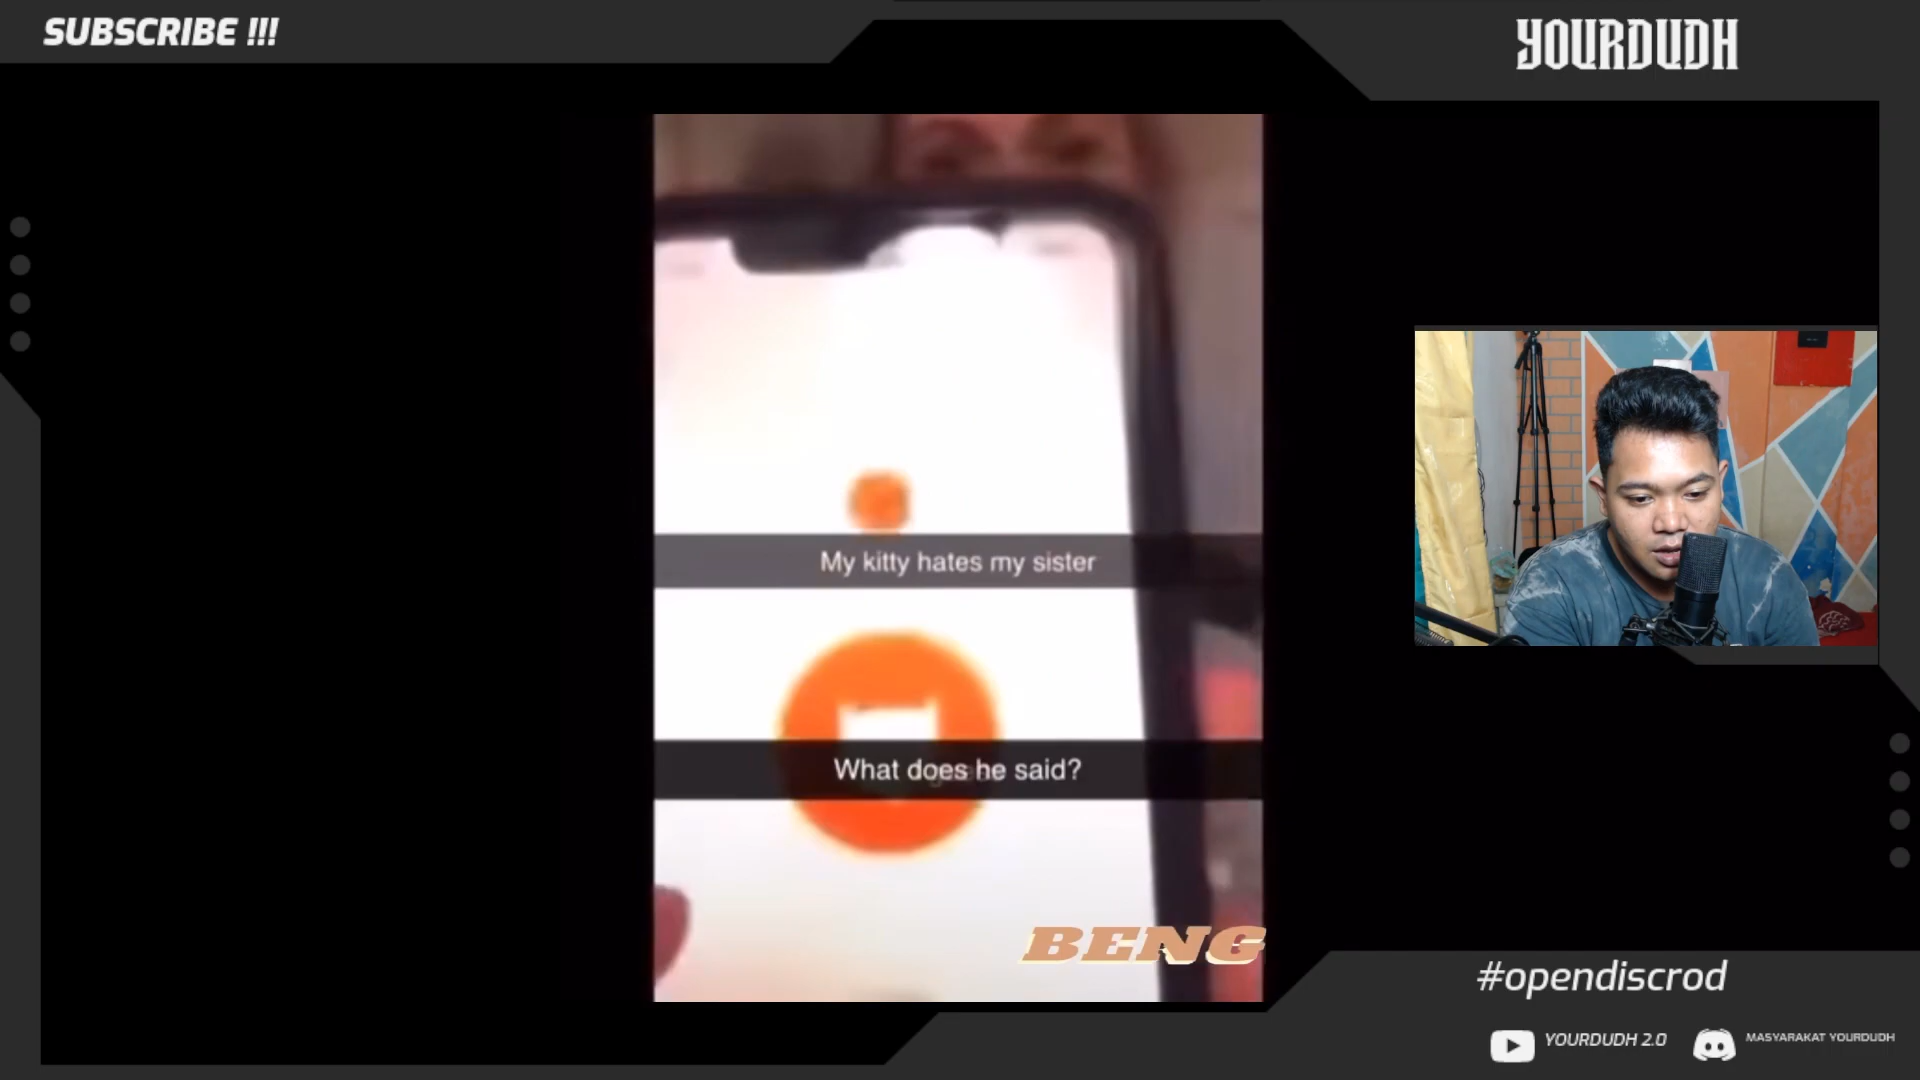 SUBSCRIBE !!!
YOURDUDH
My kitty hates my sister
What does he said?
BENG
#opendiscrod
YOURDUDH 2.0
MASYARAKAT YOURDUDH